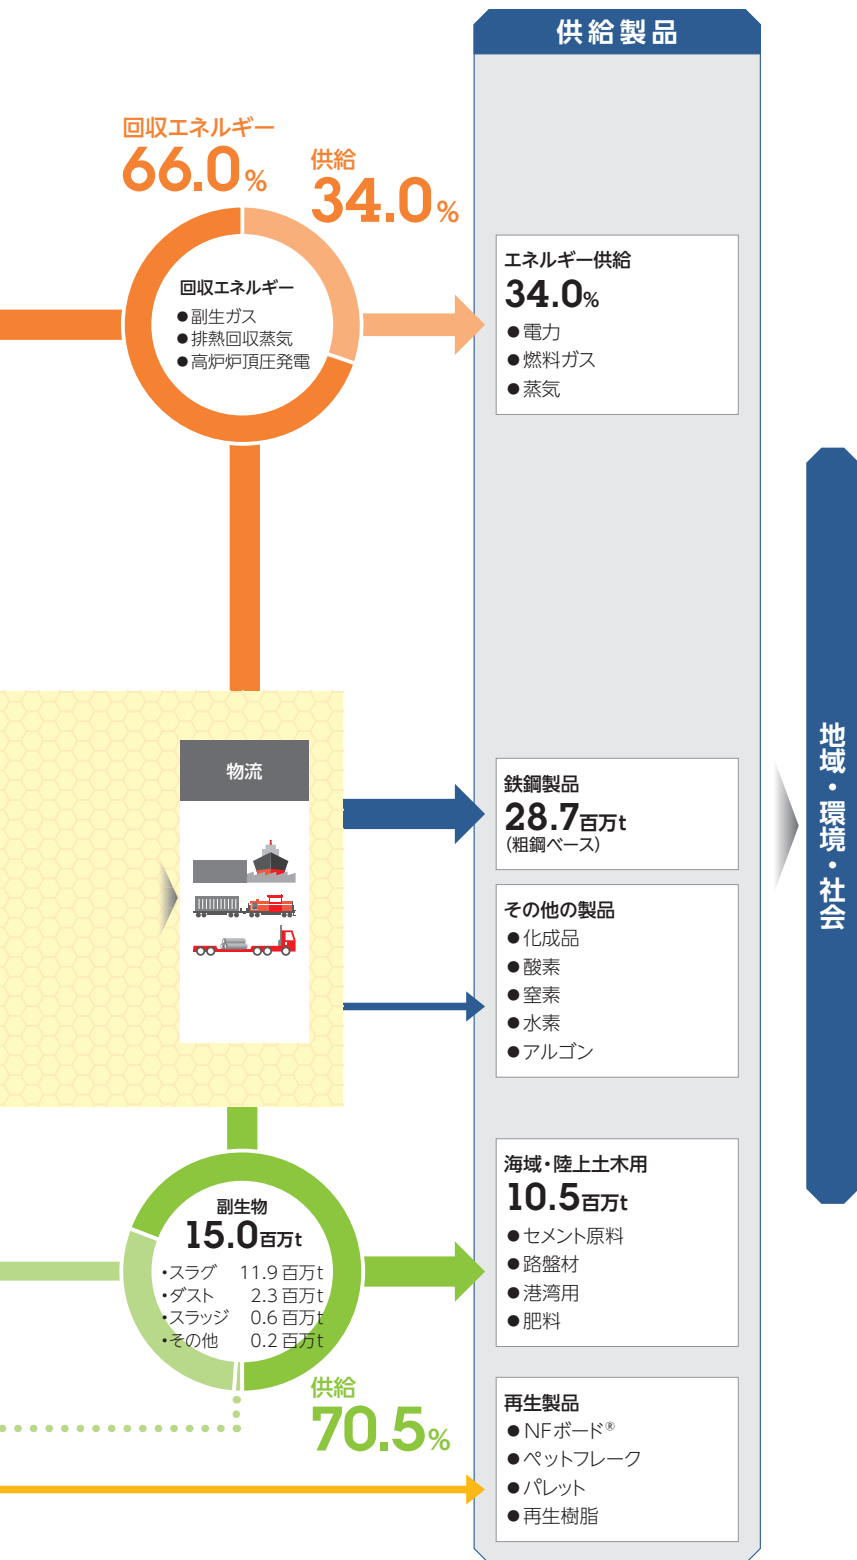 供給製品
回収エネルギー
66.0%
供給
34.0%
回収エネルギー
●副生ガス
●排熱回収蒸気
●高炉炉頂圧発電
エネルギー供給
34.0%
●電力
●燃料ガス
●蒸気
物流
鉄鋼製品
28.7百万t
(粗鋼ベース)
その他の製品
●化成品
●酸素
●窒素
●水素
●アルゴン
地域・環境・社会
副生物
15.0百万t
・スラグ 11.9百万t
・ダスト 2.3百万t
・スラッジ 0.6百万t
・その他 0.2百万t
供給
70.5%
海域・陸上土木用
10.5百万t
●セメント原料
●路盤材
●港湾用
●肥料
再生製品
●NFボード®
●ペットフレーク
●パレット
●再生樹脂